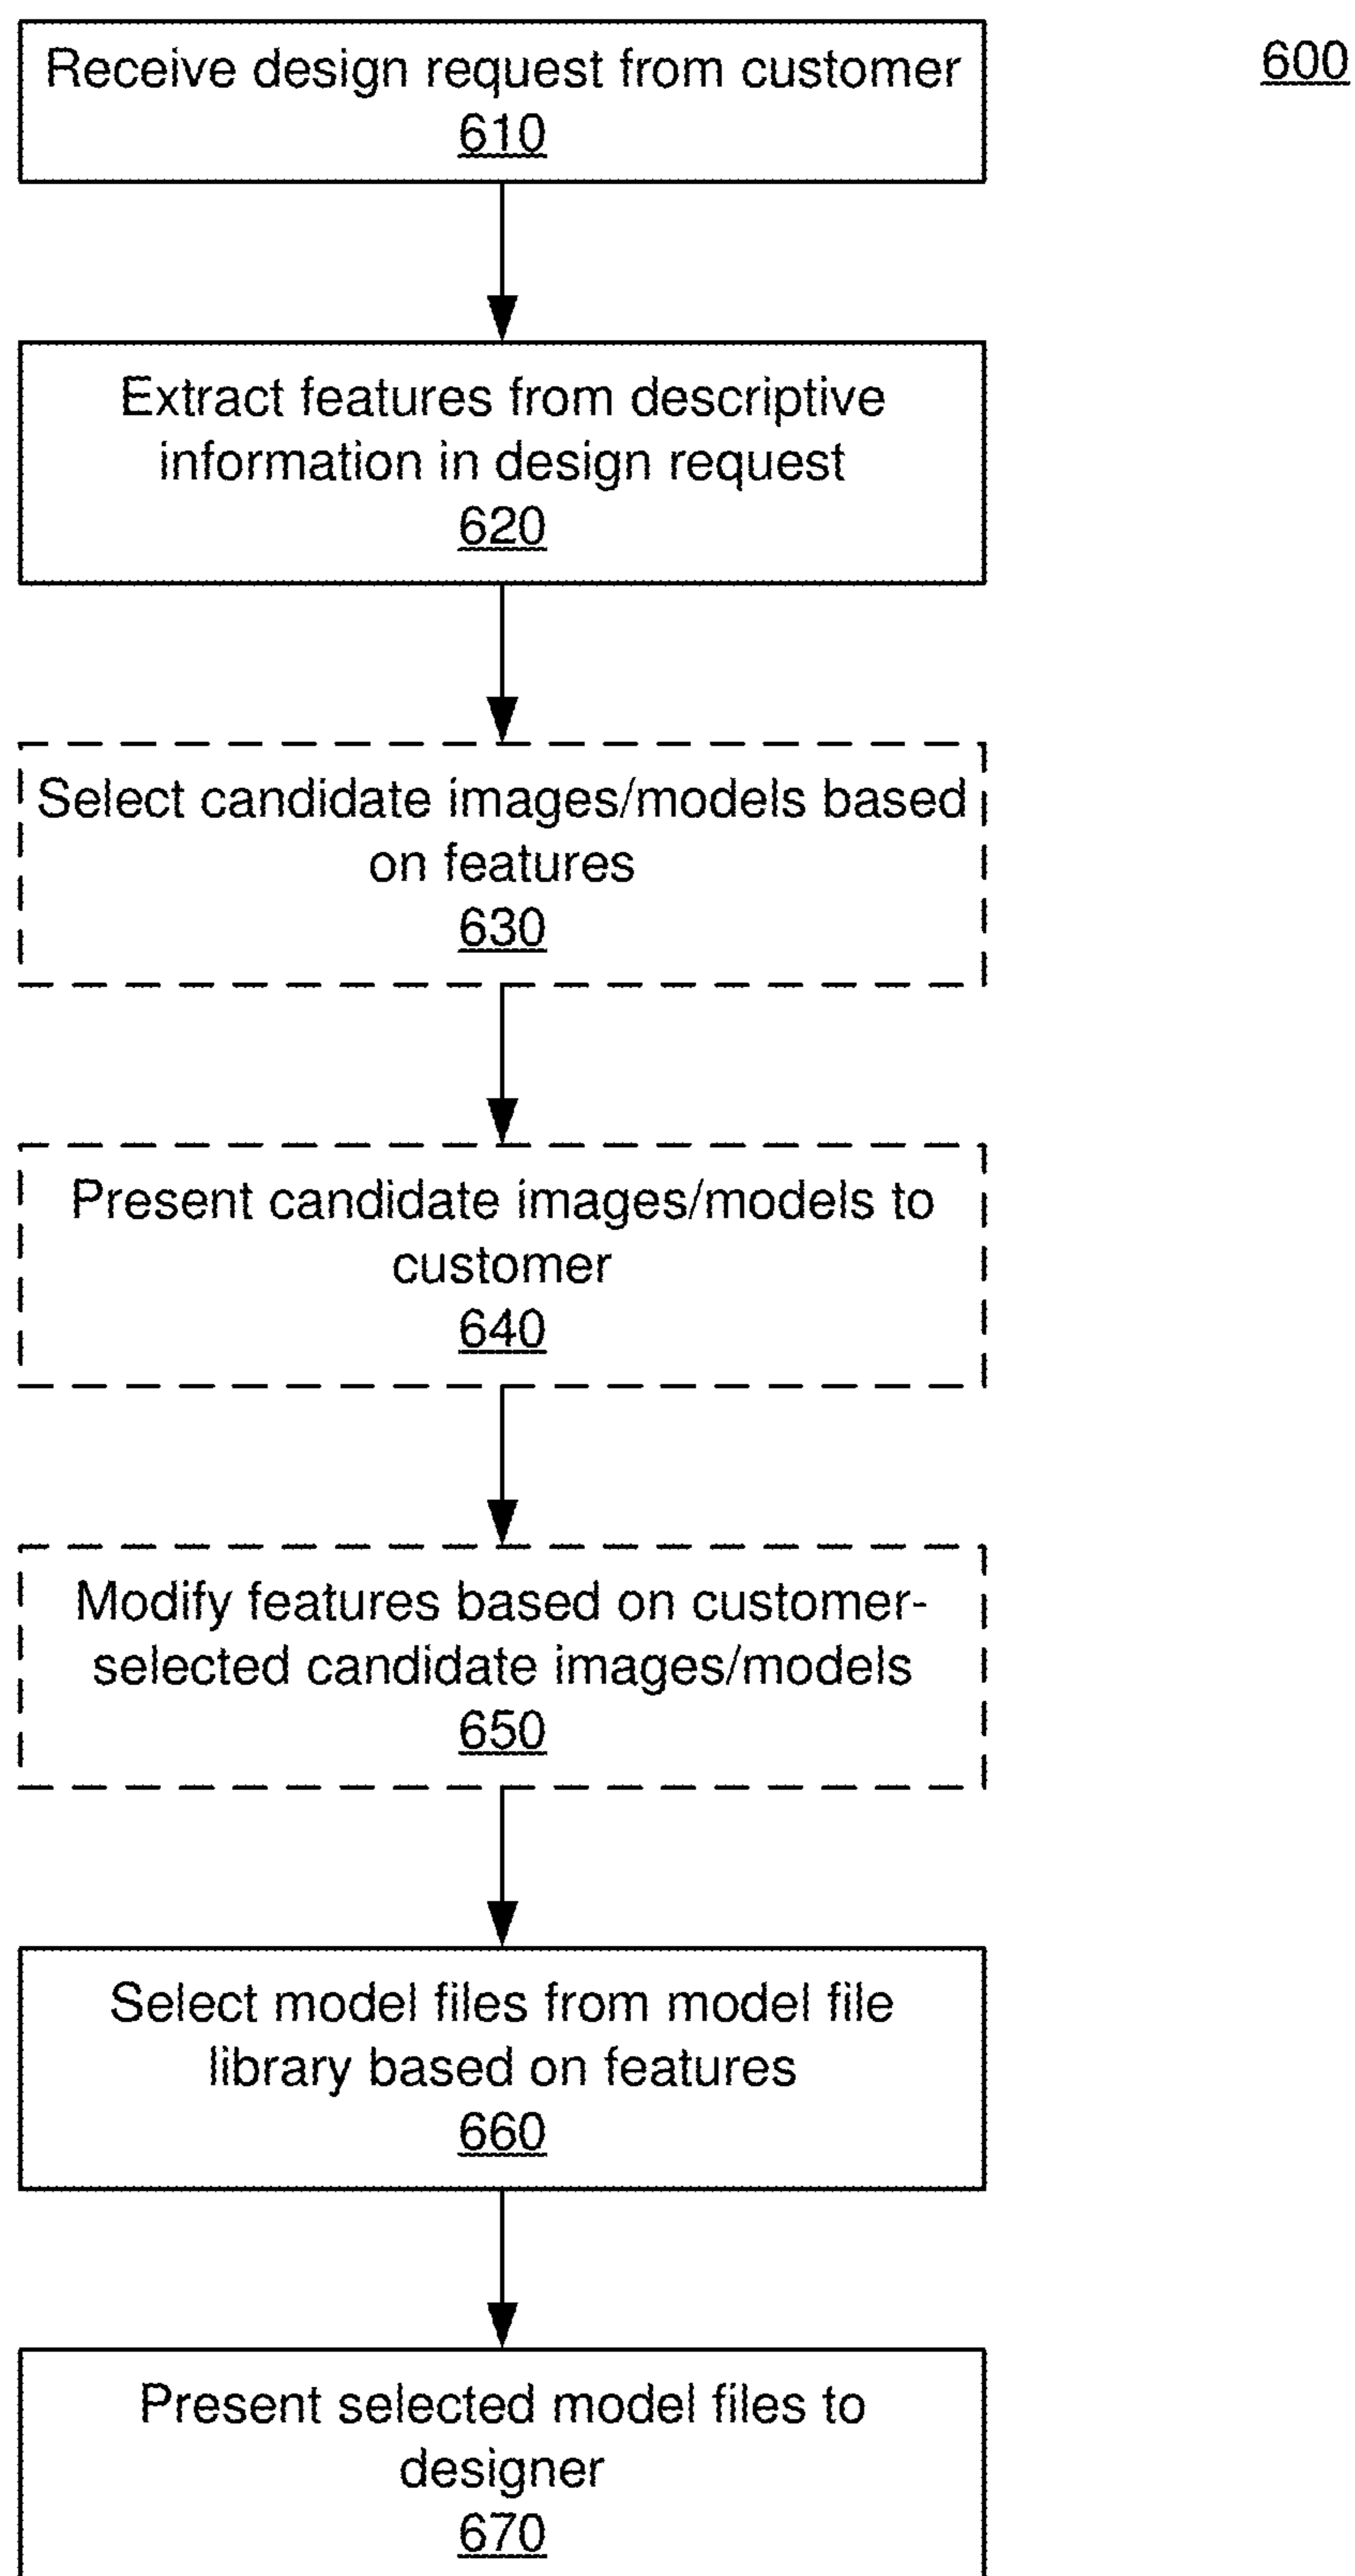 Receive design request from customer
610
600
Extract features from descriptive
information in design request
620
Select candidate images/models based
on features
630
Present candidate images/models to
customer
640
Modify features based on customer-
selected candidate images/models
650
Select model files from model file
library based on features
660
Present selected model files to
designer
670